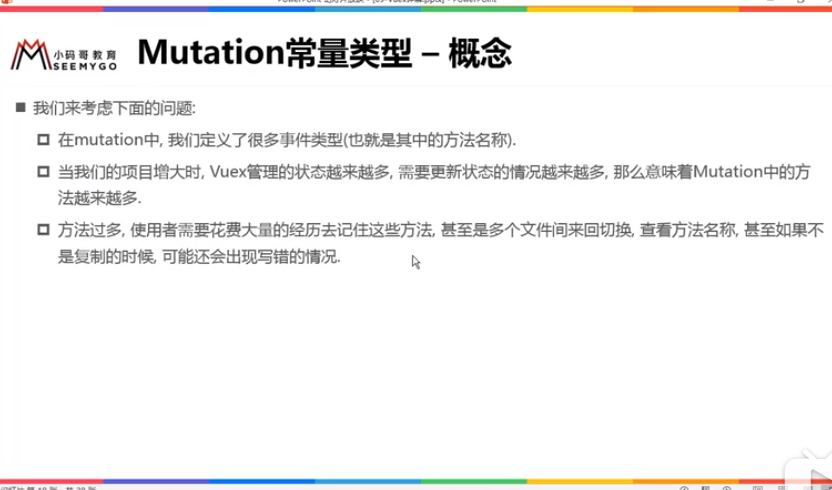 小码哥教育
SEEMYGO
Mutation常量类型 – 概念
我们来考虑下面的问题:
在mutation中, 我们定义了很多事件类型(也就是其中的方法名称).
当我们的项目增大时, Vuex管理的状态越来越多, 需要更新状态的情况越来越多, 那么意味着Mutation中的方
法越来越多.
方法过多, 使用者需要花费大量的经历去记住这些方法, 甚至是多个文件间来回切换, 查看方法名称, 甚至如果不
是复制的时候, 可能还会出现写错的情况.